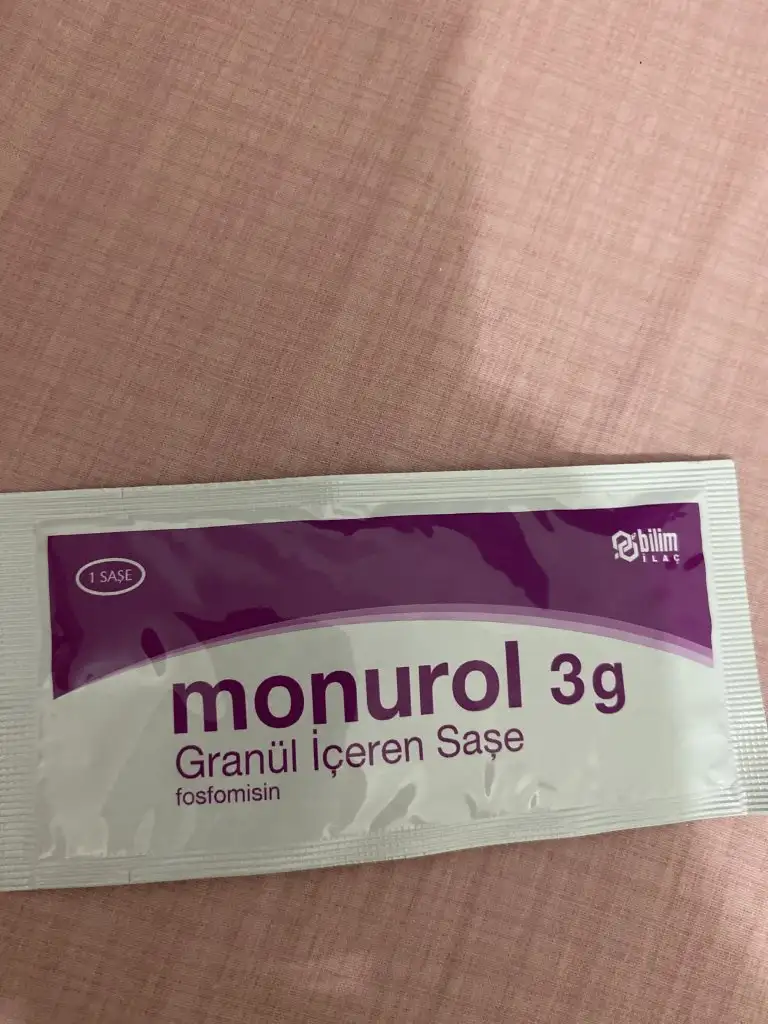 1 SAŞE
bilim
İLAÇ
monurol 3g
Granül İçeren Saşe
fosfomisin